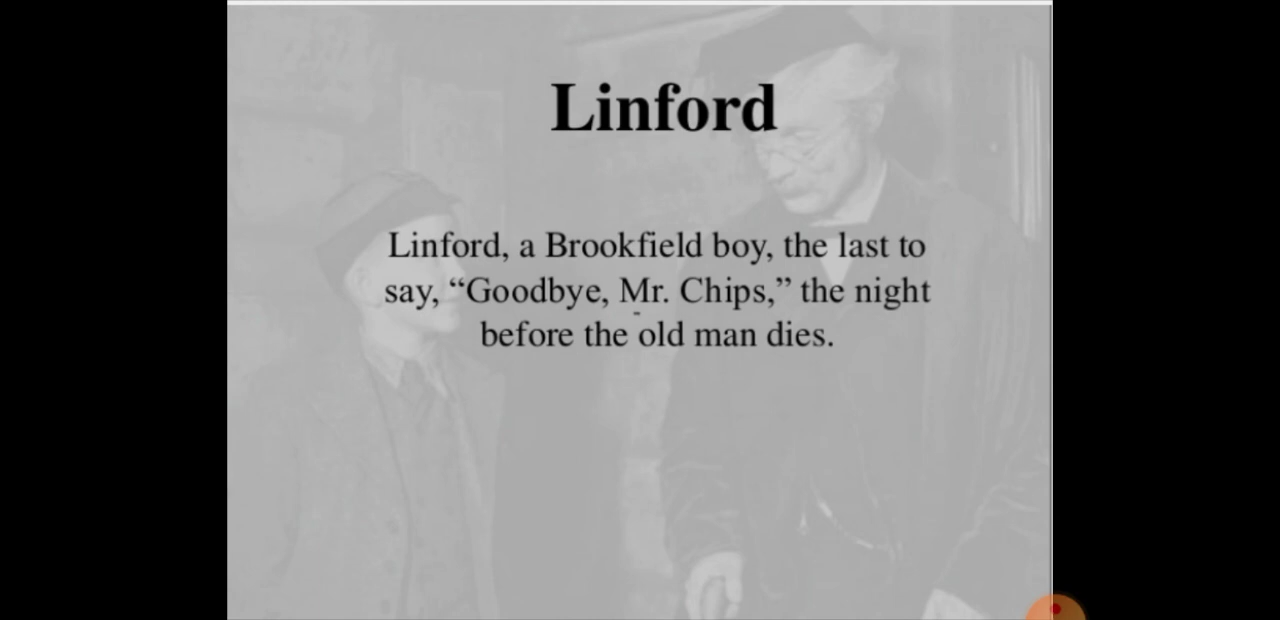 Linford
Linford, a Brookfield boy, the last to
say, “Goodbye, Mr. Chips,” the night
before the old man dies.